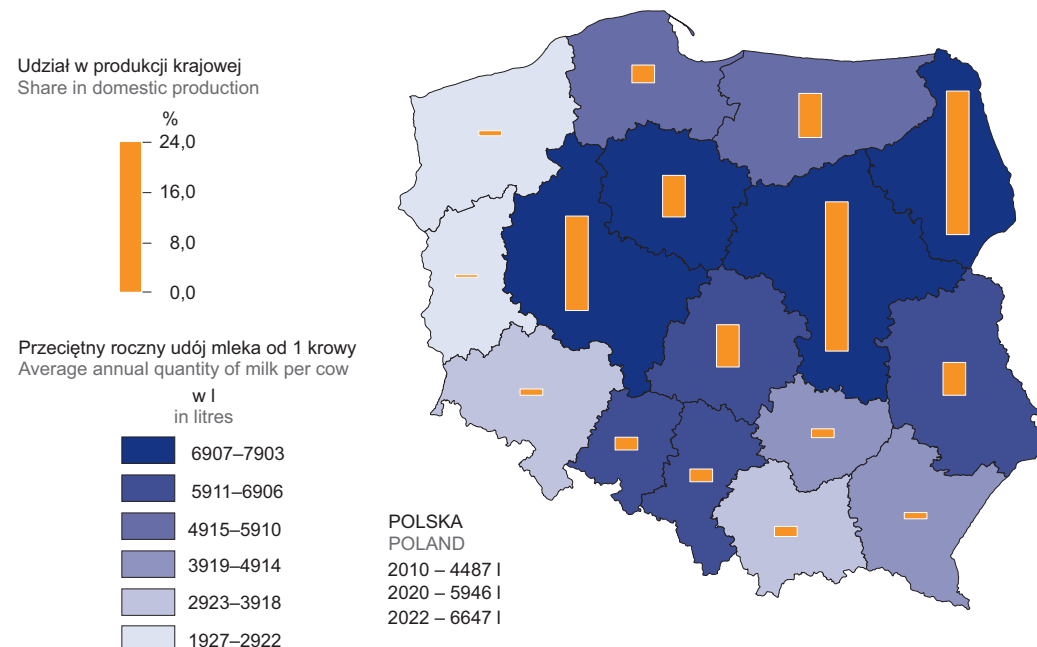 Udział w produkcji krajowej
Share in domestic production
%
24,0
16,0
8,0
0,0
Przeciętny roczny udój mleka od 1 krowy
Average annual quantity of milk per cow
w l
in litres
6907–7903
5911–6906
4915–5910
3919–4914
2923–3918
1927–2922
POLSKA
POLAND
2010 – 4487 l
2020 – 5946 l
2022 – 6647 l